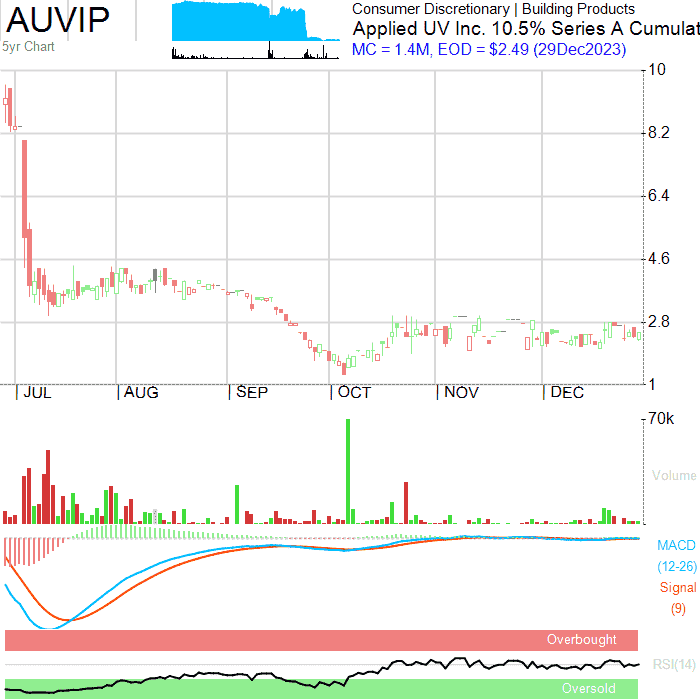 AUVIP
5yr Chart
Consumer Discretionary | Building Products
Applied UV Inc. 10.5% Series A Cumulat
MC = 1.4M, EOD = $2.49 (29Dec2023)
10
8.2
6.4
4.6
2.8
1
JUL AUG SEP OCT NOV DEC
70k
Volume
MACD
(12-26)
Signal
(9)
Overbought
RSI(14)
Oversold